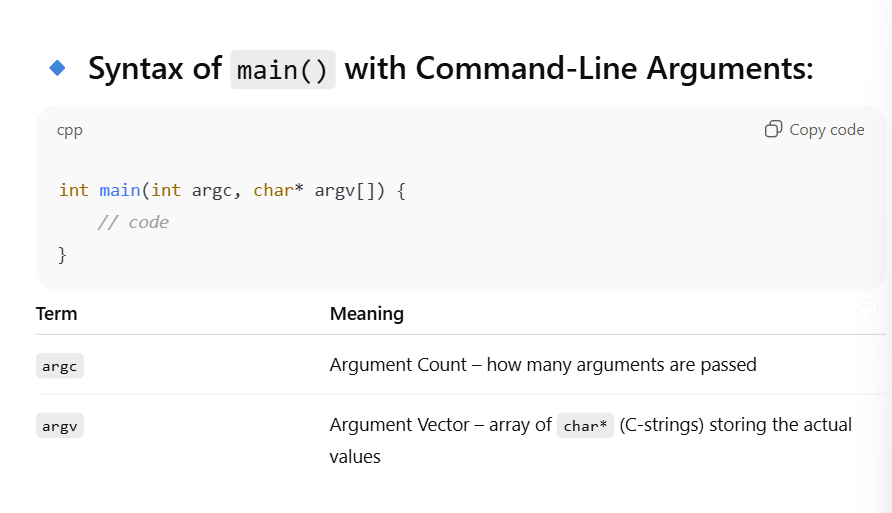 Syntax of main() with Command-Line Arguments:
cpp Copy code
int main(int argc, char* argv[]) {
// code
}
Term Meaning
argc Argument Count – how many arguments are passed
argv Argument Vector – array of char* (C-strings) storing the actual
values